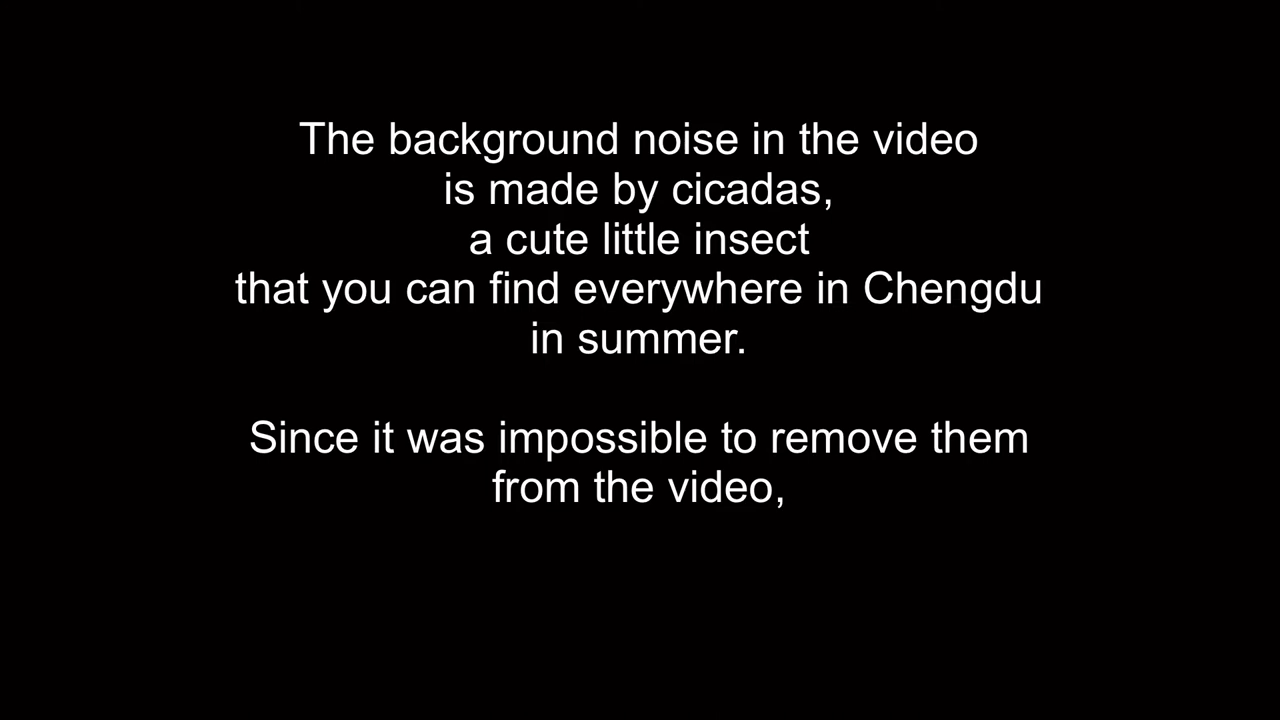 The background noise in the video
is made by cicadas,
a cute little insect
that you can find everywhere in Chengdu
in summer.
Since it was impossible to remove them
from the video,